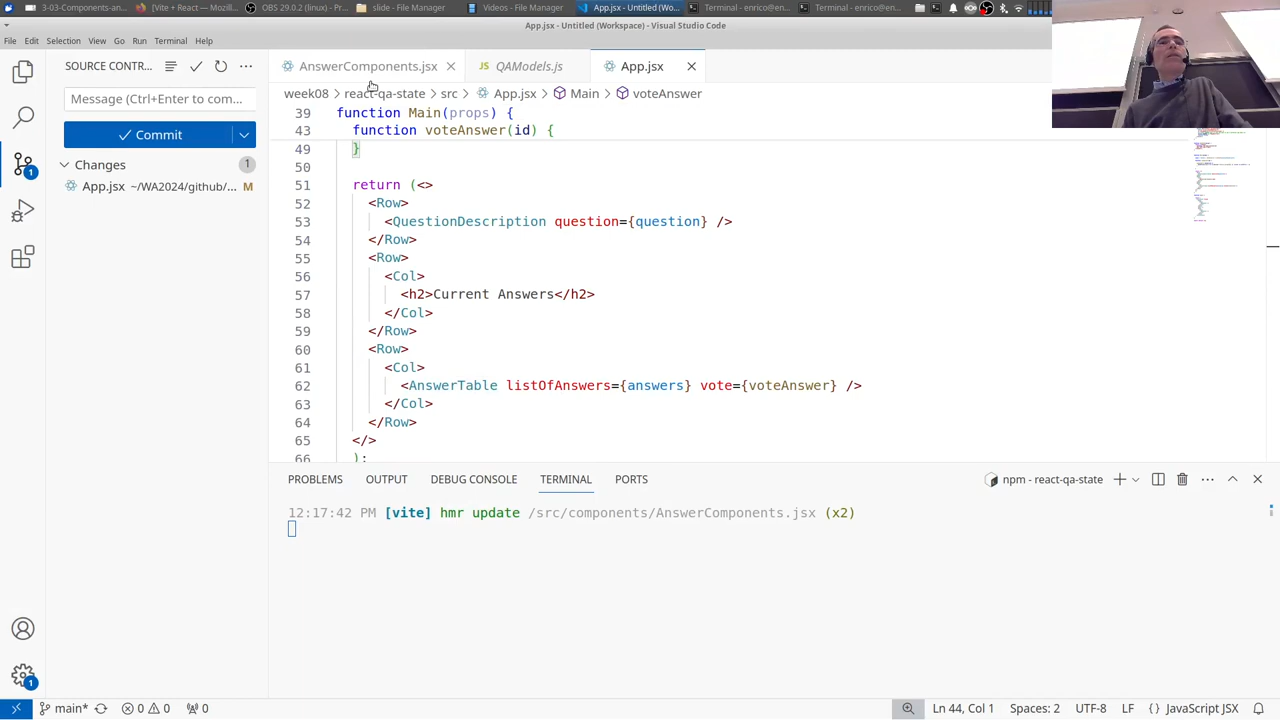 3-03-Componenti-e...
(Vite + React — Mozilla ...
OBS 29.0.2 (linux) - Pro...
slide - File Manager
Videos - File Manager
App.jsx - Untitled (Wo...
Terminal - enrico@en...
Terminal - enrico@en...
App.jsx - Untitled (Workspace) - Visual Studio Code
File Edit Selection View Go Run Terminal Help
SOURCE CONTR...
AnswerComponents.jsx
QAModels.js
App.jsx
week08 > react-qa-state > src > App.jsx > Main > voteAnswer
Message (Ctrl+Enter to com...
Commit
Changes 1
App.jsx ~/WA2024/github/... M
39 function Main(props) {
43 function voteAnswer(id) {
49 }
50
51 return (<>
52 <Row>
53 <QuestionDescription question={question} />
54 </Row>
55 <Row>
56 <Col>
57 <h2>Current Answers</h2>
58 </Col>
59 </Row>
60 <Row>
61 <Col>
62 <AnswerTable listOfAnswers={answers} vote={voteAnswer} />
63 </Col>
64 </Row>
65 </>
66 );
PROBLEMS OUTPUT DEBUG CONSOLE TERMINAL PORTS
npm - react-qa-state
12:17:42 PM [vite] hmr update /src/components/AnswerComponents.jsx (x2)
1
1
main* 0 0 0
Ln 44, Col 1 Spaces: 2 UTF-8 LF {} JavaScript JSX